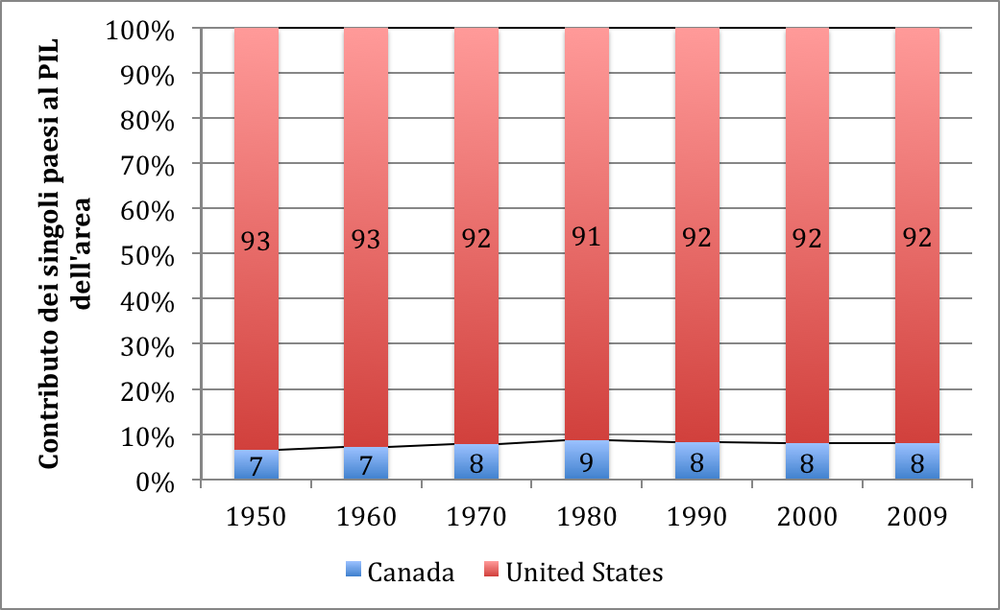 Contributo dei singoli paesi al PIL
dell'area
100%
90%
80%
70%
60%
50%
40%
30%
20%
10%
0%
93 93 92 91 92 92 92
7 7 8 9 8 8 8
1950 1960 1970 1980 1990 2000 2009
Canada United States